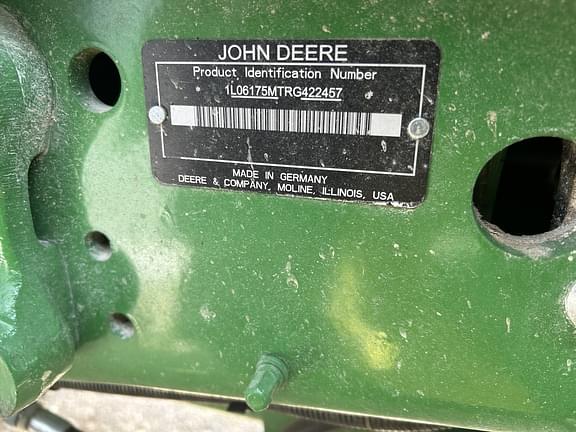 JOHN DEERE
Product Identification Number
1L06175MTRG422457
MADE IN GERMANY
DEERE & COMPANY, MOLINE, ILLINOIS, USA